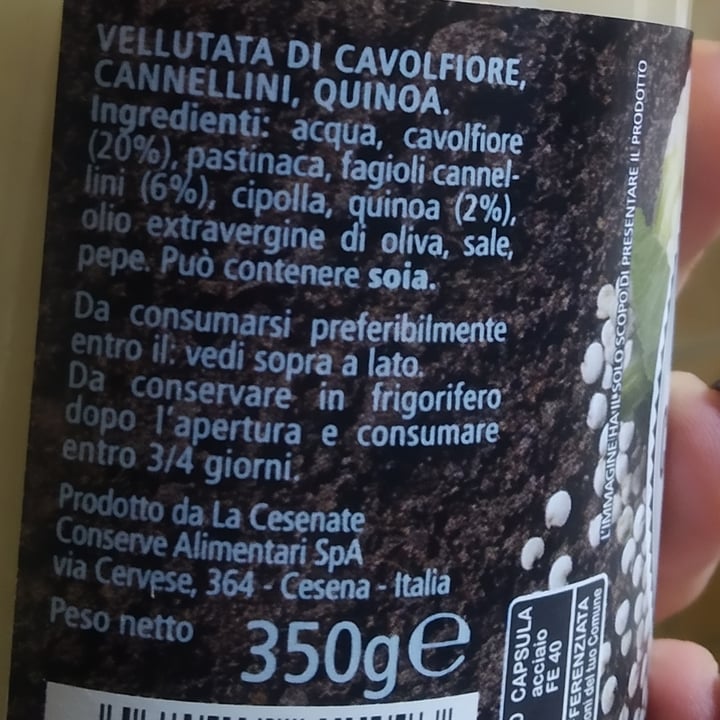 VELLUTATA DI CAVOLFIORE,
CANNELLINI, QUINOA.
Ingredienti: acqua, cavolfiore
(20%), pastinaca, fagioli cannel-
lini (6%), cipolla, quinoa (2%),
olio extravergine di oliva, sale,
pepe. Può contenere soia.
Da consumarsi preferibilmente
entro il: vedi sopra a lato.
Da conservare in frigorifero
dopo l'apertura e consumare
entro 3/4 giorni.
Prodotto da La Cesenate
Conserve Alimentari SpA
via Cervese, 364 - Cesena - Italia
Peso netto 350g e
L'IMMAGINE HA IL SOLO SCOPO DI PRESENTARE IL PRODOTTO
CAPSULA
acciaio
FE 40
del tuo Comune